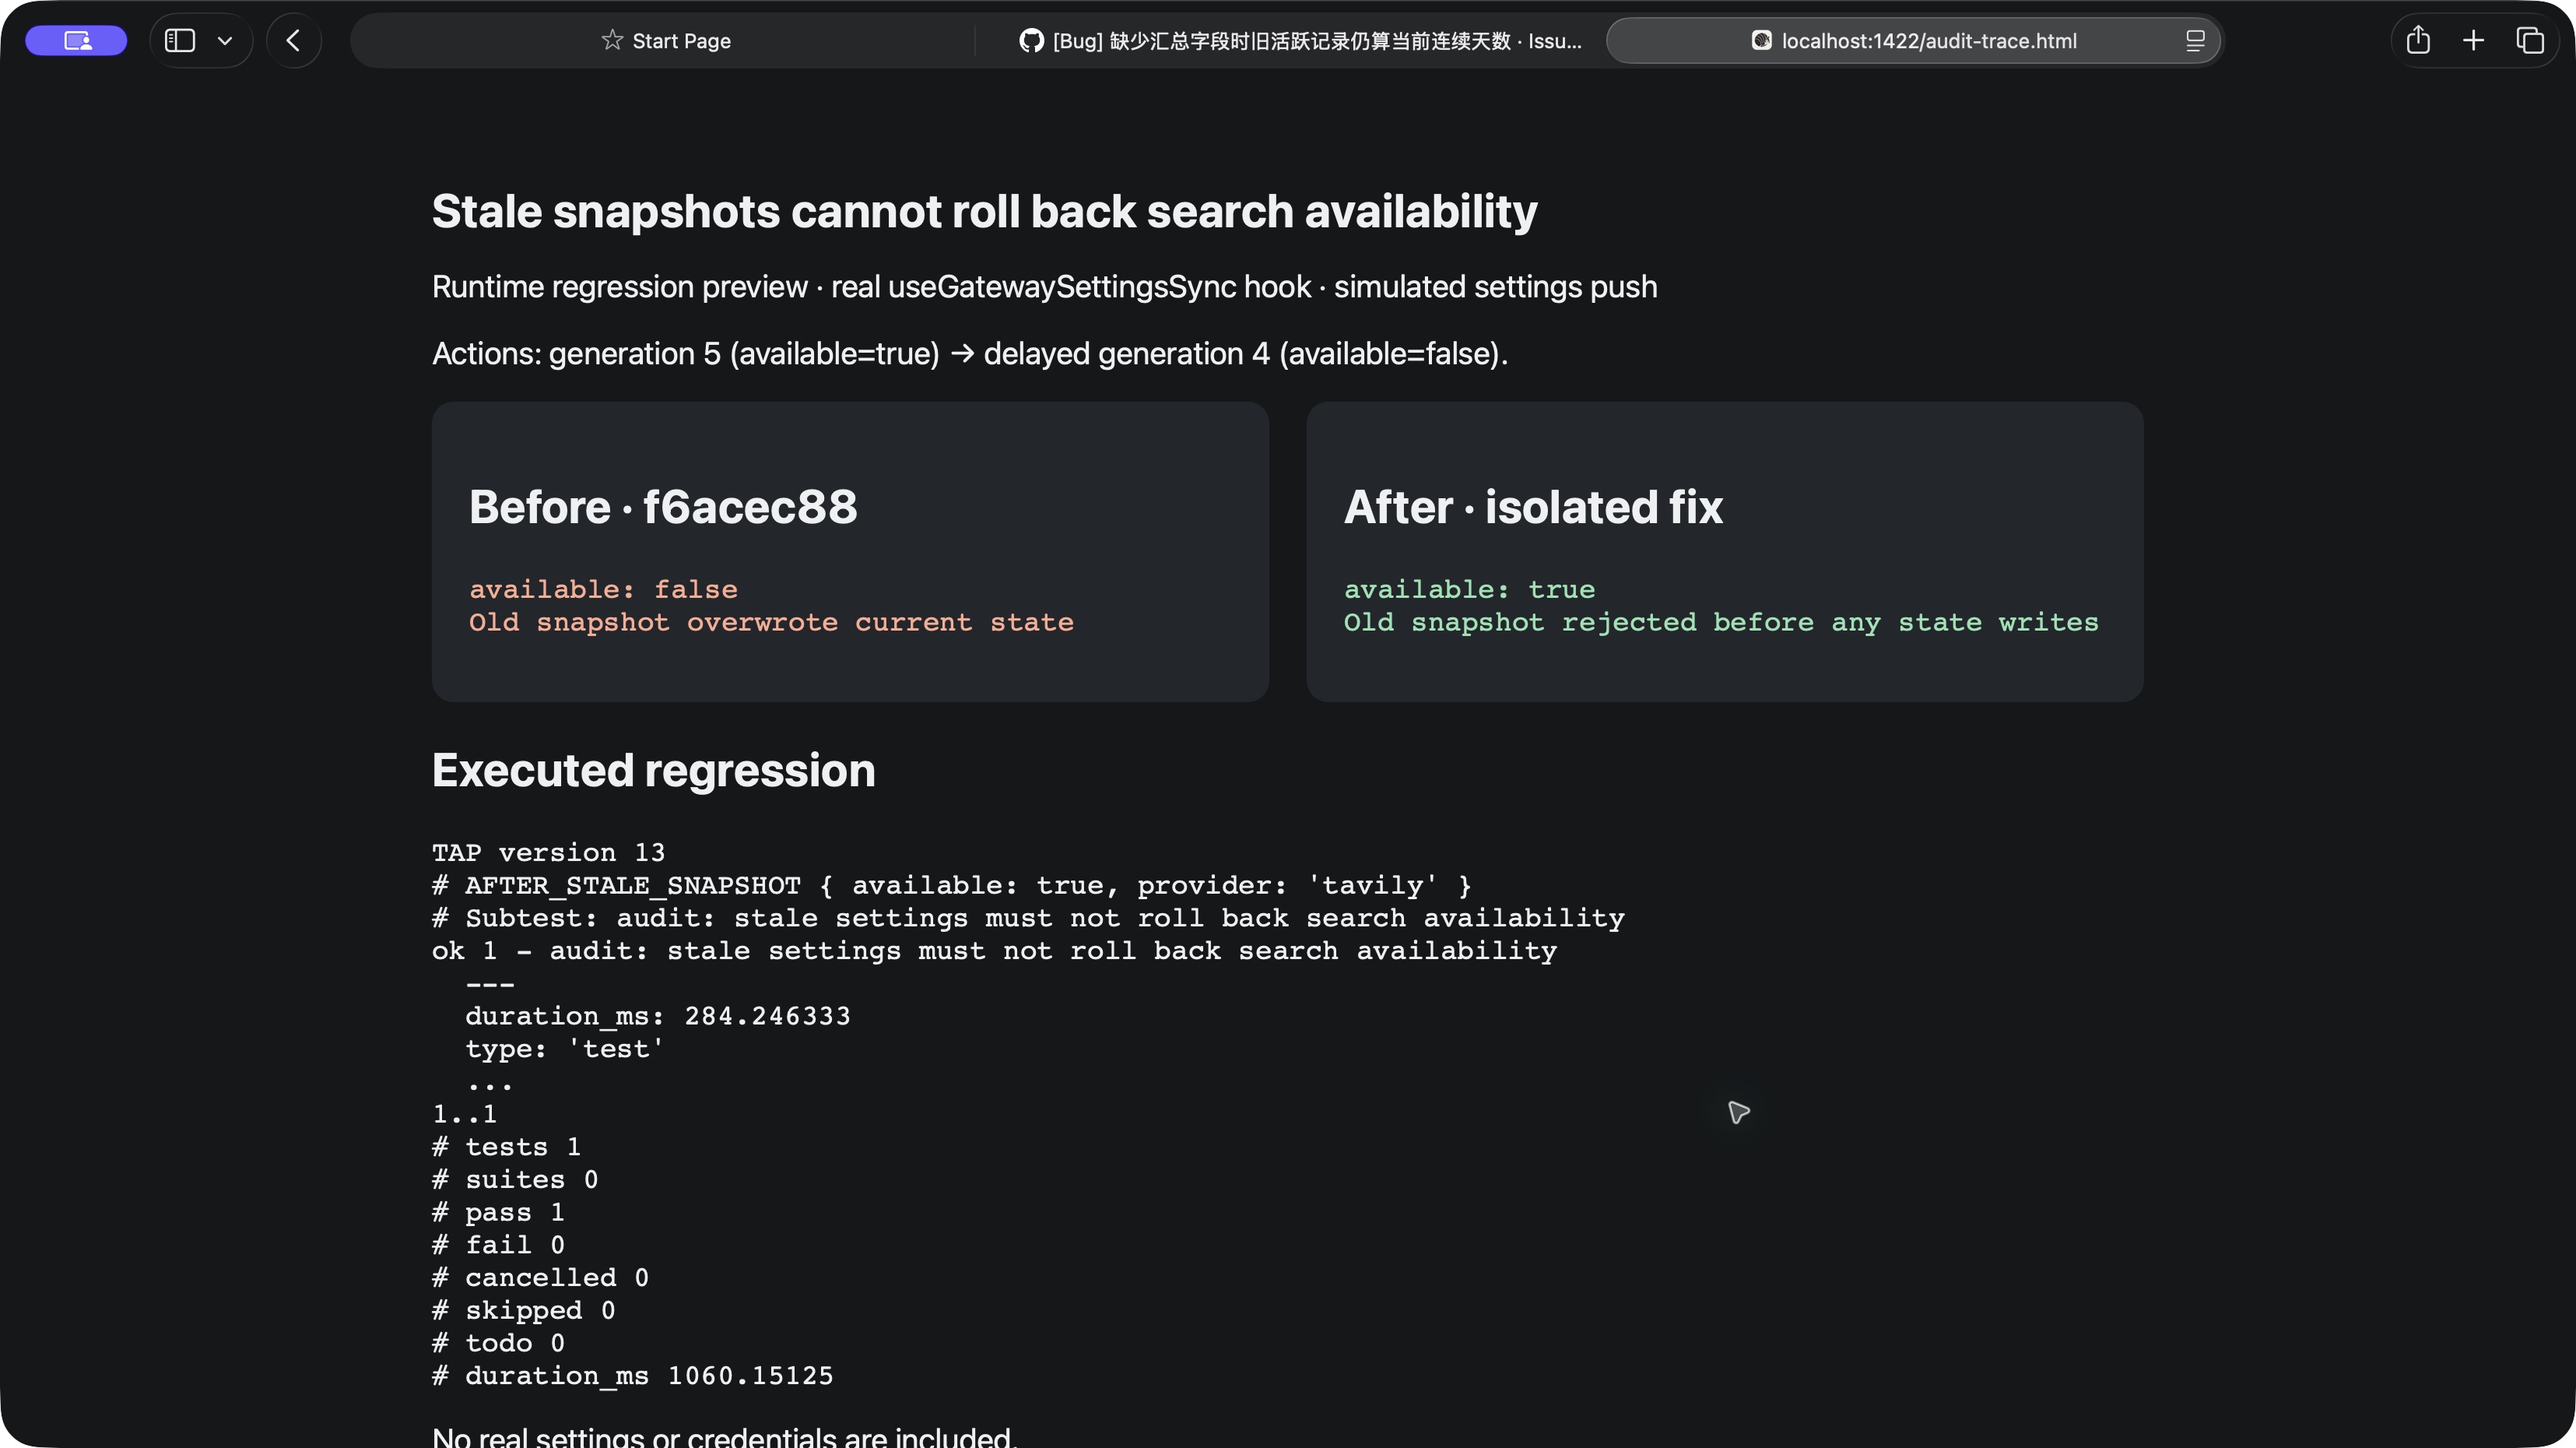 Start Page
[Bug] 缺少汇总字段时旧活跃记录仍算当前连续天数 · Issu...
localhost:1422/audit-trace.html
Stale snapshots cannot roll back search availability
Runtime regression preview · real useGatewaySettingsSync hook · simulated settings push
Actions: generation 5 (available=true) → delayed generation 4 (available=false).
Before · f6acec88
available: false
Old snapshot overwrote current state
After · isolated fix
available: true
Old snapshot rejected before any state writes
Executed regression
TAP version 13
# AFTER_STALE_SNAPSHOT { available: true, provider: 'tavily' }
# Subtest: audit: stale settings must not roll back search availability
ok 1 - audit: stale settings must not roll back search availability
---
duration_ms: 284.246333
type: 'test'
...
1..1
# tests 1
# suites 0
# pass 1
# fail 0
# cancelled 0
# skipped 0
# todo 0
# duration_ms 1060.15125
No real settings or credentials are included.